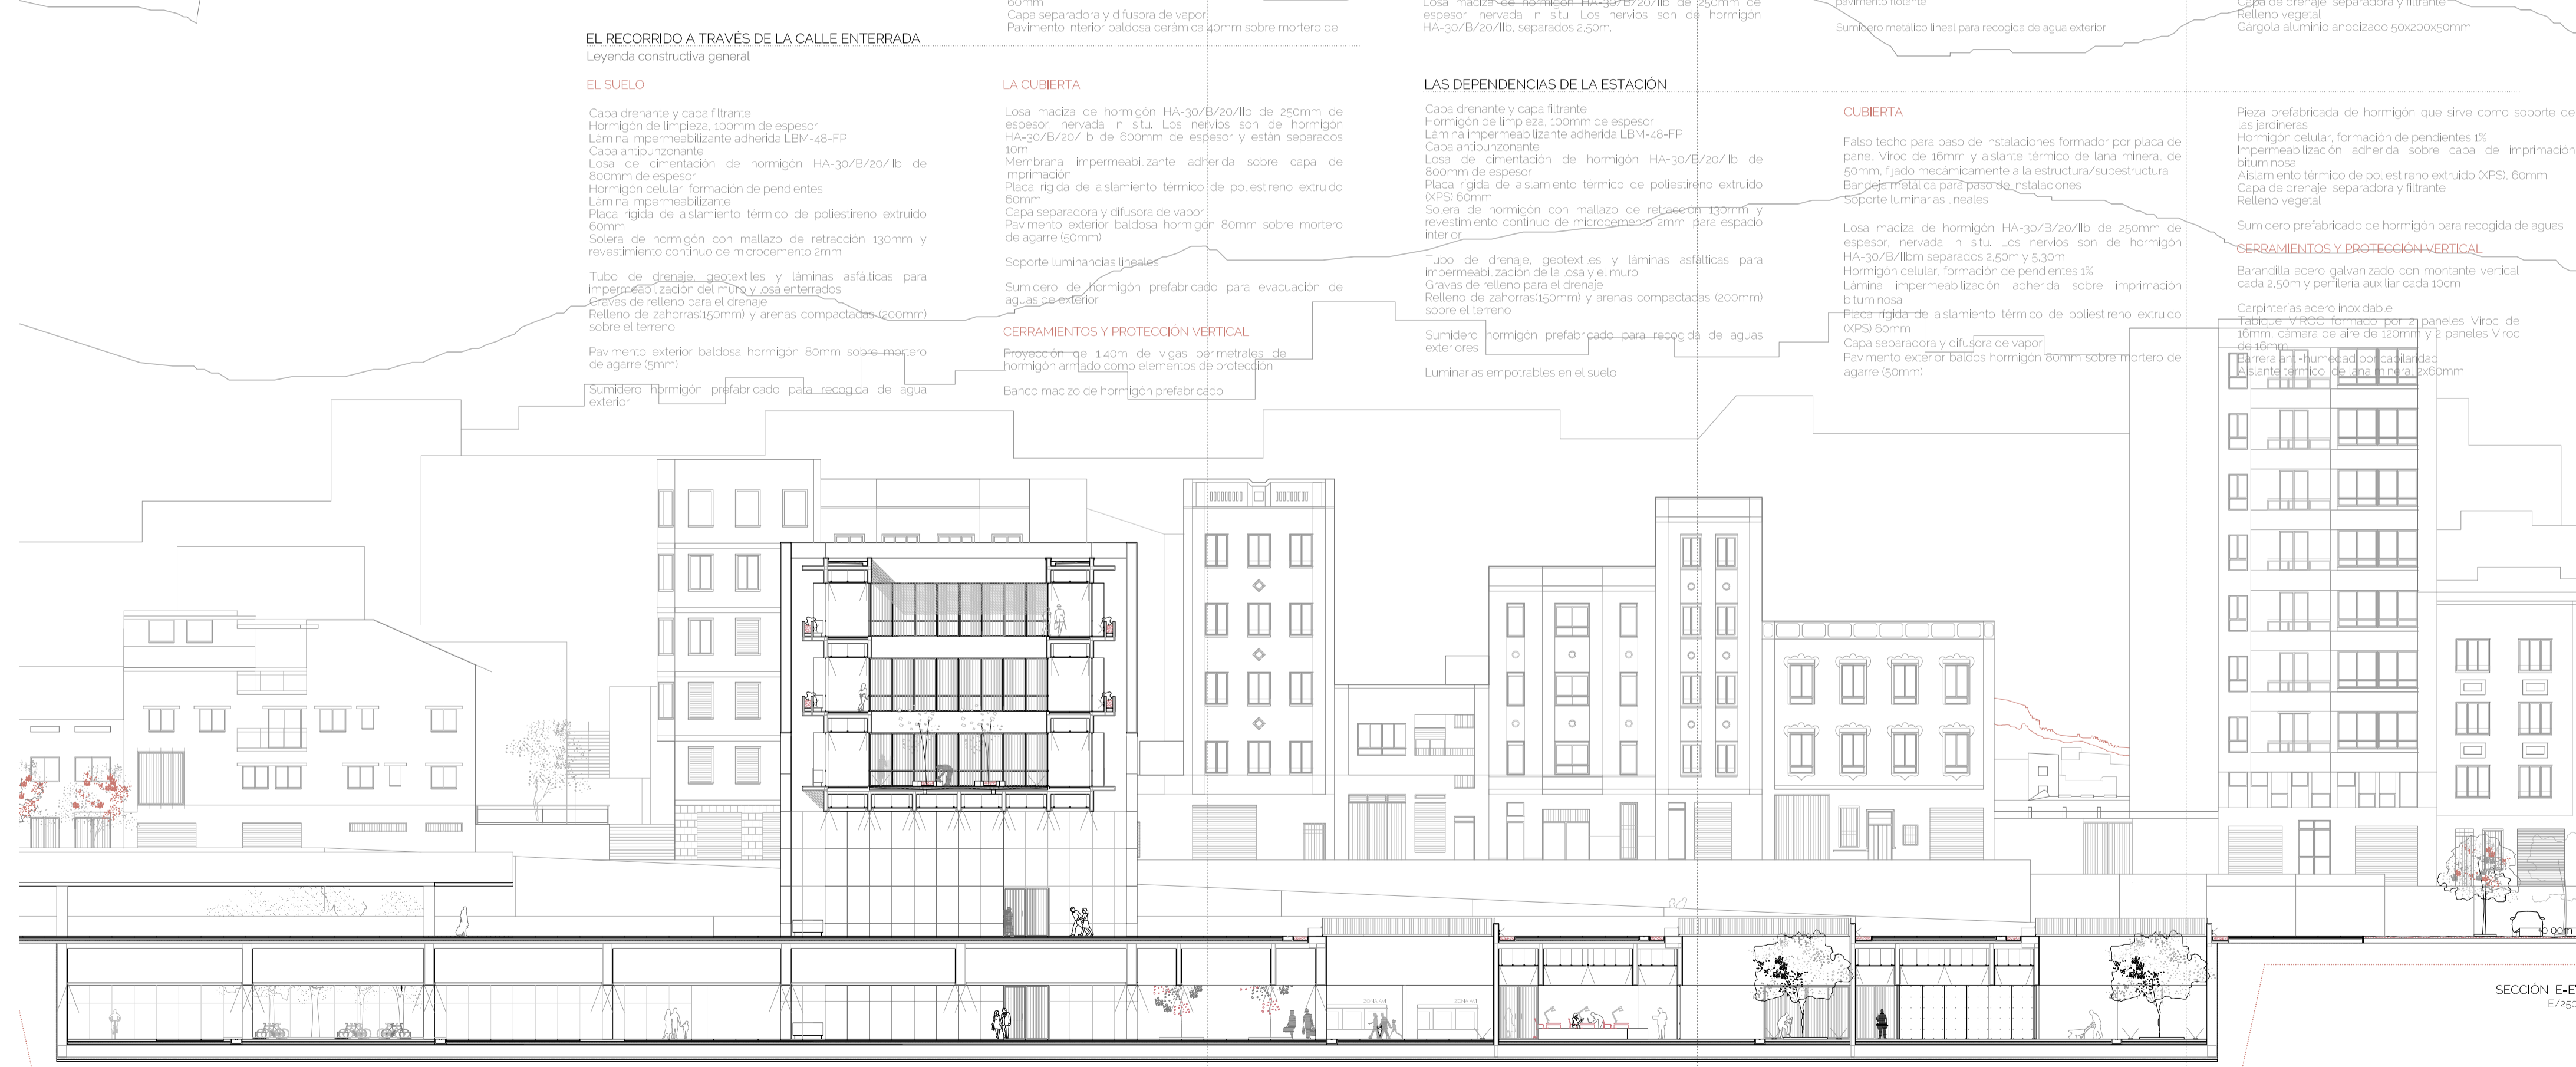 60mm
Capa separadora y difusora de vapor
Pavimento interior baldosa cerámica 40mm sobre mortero de
Losa maciza de hormigón HA-30/B/20/IIb de 250mm de
espesor, nervada in situ. Los nervios son de hormigón
HA-30/B/20/IIb, separados 2,50m.
pavimento flotante
Sumidero metálico lineal para recogida de agua exterior
Capa de drenaje, separadora y filtrante
Relleno vegetal
Gárgola aluminio anodizado 50x200x50mm
EL RECORRIDO A TRAVÉS DE LA CALLE ENTERRADA
Leyenda constructiva general
EL SUELO
Capa drenante y capa filtrante
Hormigón de limpieza, 100mm de espesor
Lámina impermeabilizante adherida LBM-48-FP
Capa antipunzonante
Losa de cimentación de hormigón HA-30/B/20/IIb de
800mm de espesor
Hormigón celular, formación de pendientes
Lámina impermeabilizante
Placa rígida de aislamiento térmico de poliestireno extruido
60mm
Solera de hormigón con mallazo de retracción 130mm y
revestimiento continuo de microcemento 2mm
Tubo de drenaje, geotextiles y láminas asfálticas para
impermeabilización del muro y losa enterrados
Gravas de relleno para el drenaje
Relleno de zahorras(150mm) y arenas compactadas (200mm)
sobre el terreno
Pavimento exterior baldosa hormigón 80mm sobre mortero
de agarre (5mm)
Sumidero hormigón prefabricado para recogida de agua
exterior
LA CUBIERTA
Losa maciza de hormigón HA-30/B/20/IIb de 250mm de
espesor, nervada in situ. Los nervios son de hormigón
HA-30/B/20/IIb de 600mm de espesor y están separados
10m.
Membrana impermeabilizante adherida sobre capa de
imprimación
Placa rígida de aislamiento térmico de poliestireno extruido
60mm
Capa separadora y difusora de vapor
Pavimento exterior baldosa hormigón 80mm sobre mortero
de agarre (50mm)
Soporte luminancias lineales
Sumidero de hormigón prefabricado para evacuación de
aguas de exterior
CERRAMIENTOS Y PROTECCIÓN VERTICAL
Proyección de 1.40m de vigas perimetrales de
hormigón armado como elementos de protección
Banco macizo de hormigón prefabricado
LAS DEPENDENCIAS DE LA ESTACIÓN
Capa drenante y capa filtrante
Hormigón de limpieza, 100mm de espesor
Lámina impermeabilizante adherida LBM-48-FP
Capa antipunzonante
Losa de cimentación de hormigón HA-30/B/20/IIb de
800mm de espesor
Placa rígida de aislamiento térmico de poliestireno extruido
(XPS) 60mm
Solera de hormigón con mallazo de retracción 130mm y
revestimiento continuo de microcemento 2mm, para espacio
interior
Tubo de drenaje, geotextiles y láminas asfálticas para
impermeabilización de la losa y el muro
Gravas de relleno para el drenaje
Relleno de zahorras(150mm) y arenas compactadas (200mm)
sobre el terreno
Sumidero hormigón prefabricado para recogida de aguas
exteriores
Luminarias empotrables en el suelo
CUBIERTA
Falso techo para paso de instalaciones formador por placa de
panel Viroc de 16mm y aislante térmico de lana mineral de
50mm, fijado mecámicamente a la estructura/subestructura
Bandeja metálica para paso de instalaciones
Soporte luminarias lineales
Losa maciza de hormigón HA-30/B/20/IIb de 250mm de
espesor, nervada in situ. Los nervios son de hormigón
HA-30/B/IIbm separados 2,50m y 5,30m
Hormigón celular, formación de pendientes 1%
Lámina impermeabilización adherida sobre imprimación
bituminosa
Placa rígida de aislamiento térmico de poliestireno extruido
(XPS) 60mm
Capa separadora y difusora de vapor
Pavimento exterior baldos hormigón 80mm sobre mortero de
agarre (50mm)
Pieza prefabricada de hormigón que sirve como soporte de
las jardineras
Hormigón celular, formación de pendientes 1%
Impermeabilización adherida sobre capa de imprimación
bituminosa
Aislamiento térmico de poliestireno extruido (XPS), 60mm
Capa de drenaje, separadora y filtrante
Relleno vegetal
Sumidero prefabricado de hormigón para recogida de aguas
CERRAMIENTOS Y PROTECCIÓN VERTICAL
Barandilla acero galvanizado con montante vertical
cada 2,50m y perfilería auxiliar cada 10cm
Carpinterías acero inoxidable
Tabique VIROC formado por 2 paneles Viroc de
16mm, cámara de aire de 120mm y 2 paneles Viroc
de 16mm
Barrera anti-humedad por capilaridad
Aislante térmico de lana mineral 2x60mm
ZONA AVI
ZONA AVI
+0,00m
SECCIÓN E-E'
E/250